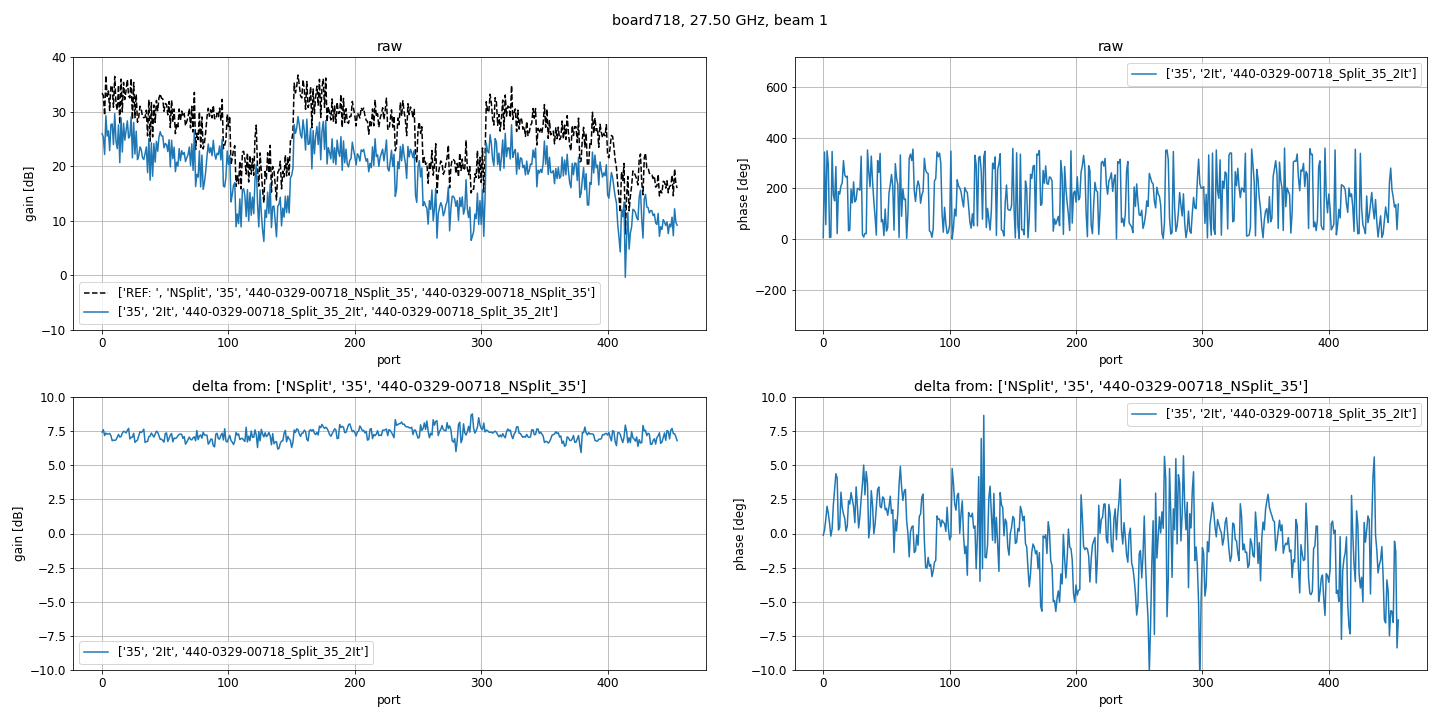 board718, 27.50 GHz, beam 1
raw
40
30
20
10
0
−10
gain [dB]
['REF: ', 'NSplit', '35', '440-0329-00718_NSplit_35', '440-0329-00718_NSplit_35']
['35', '2It', '440-0329-00718_Split_35_2It', '440-0329-00718_Split_35_2It']
0 100 200 300 400
port
raw
600
400
200
0
−200
phase [deg]
['35', '2It', '440-0329-00718_Split_35_2It']
0 100 200 300 400
port
delta from: ['NSplit', '35', '440-0329-00718_NSplit_35']
10.0
7.5
5.0
2.5
0.0
−2.5
−5.0
−7.5
−10.0
gain [dB]
['35', '2It', '440-0329-00718_Split_35_2It']
0 100 200 300 400
port
delta from: ['NSplit', '35', '440-0329-00718_NSplit_35']
10.0
7.5
5.0
2.5
0.0
−2.5
−5.0
−7.5
−10.0
phase [deg]
['35', '2It', '440-0329-00718_Split_35_2It']
0 100 200 300 400
port